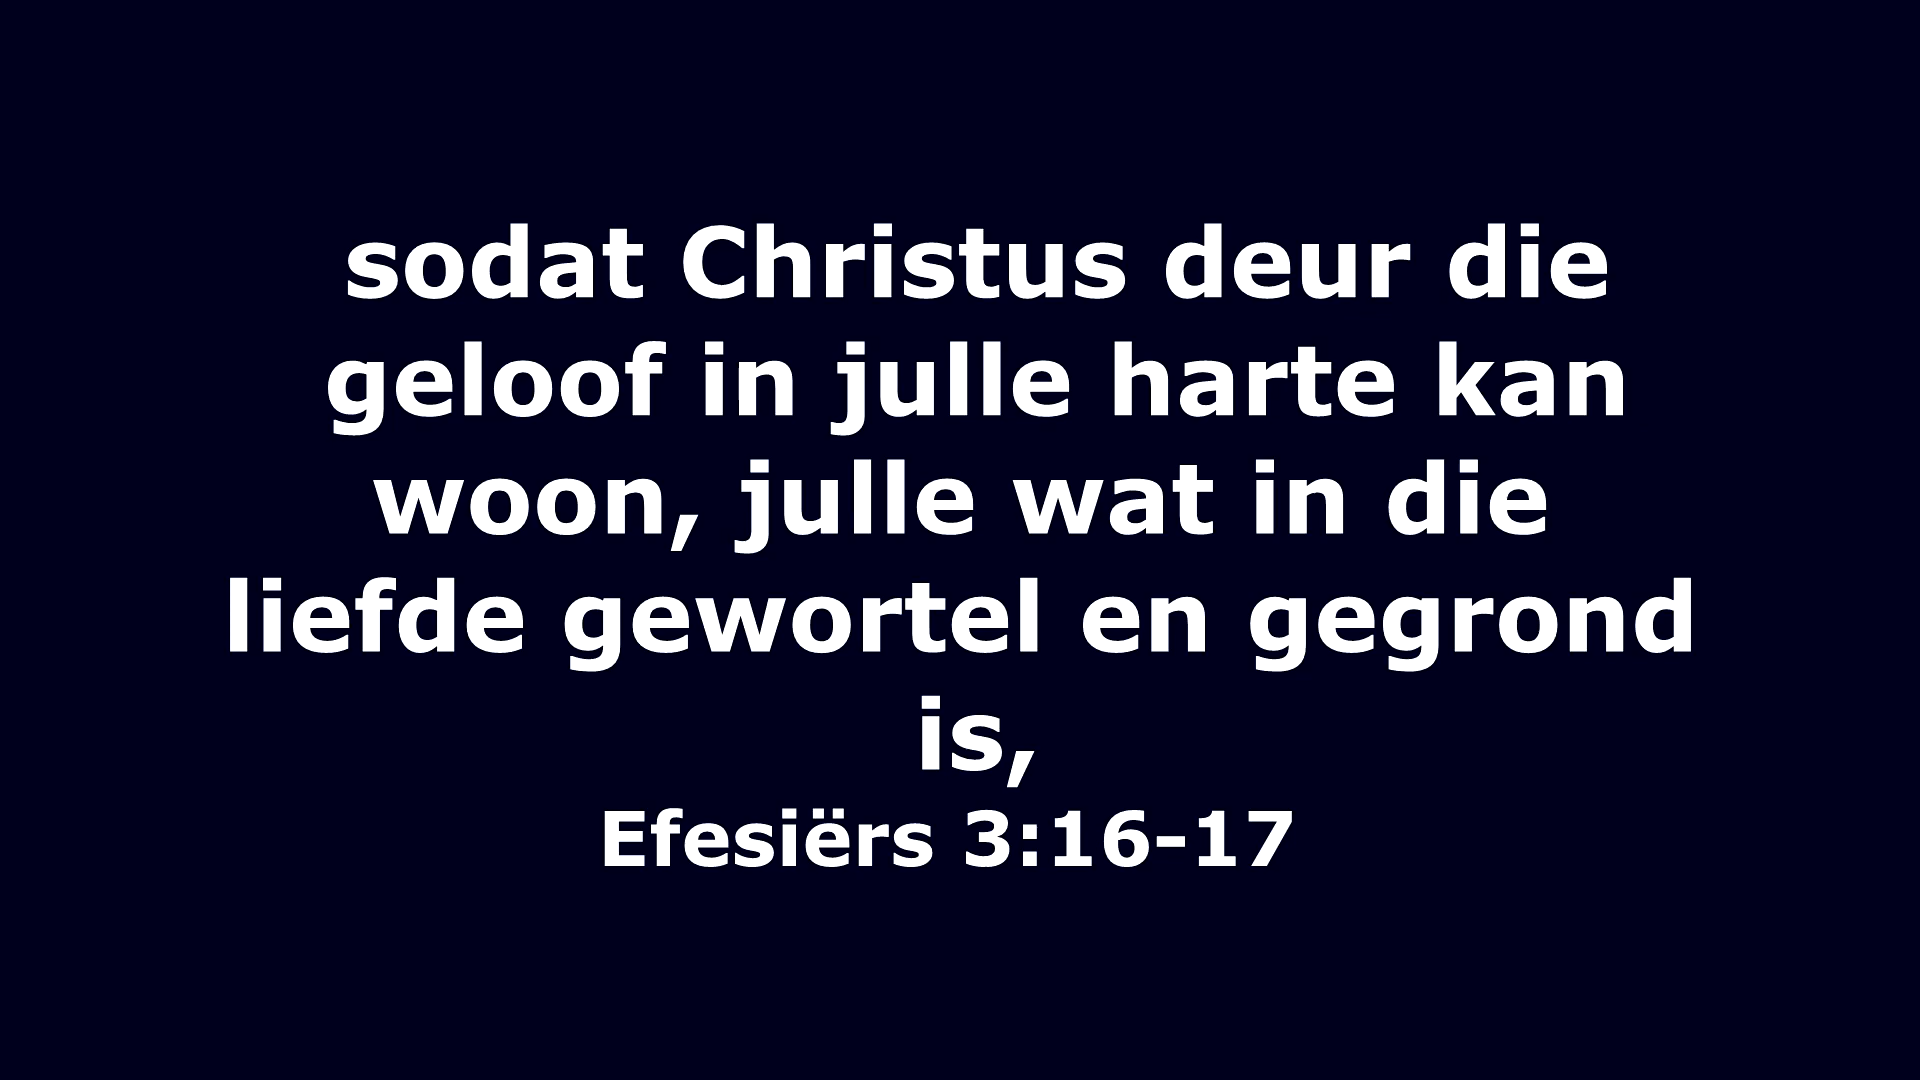 sodat Christus deur die
geloof in julle harte kan
woon, julle wat in die
liefde gewortel en gegrond
is,
Efesiërs 3:16-17